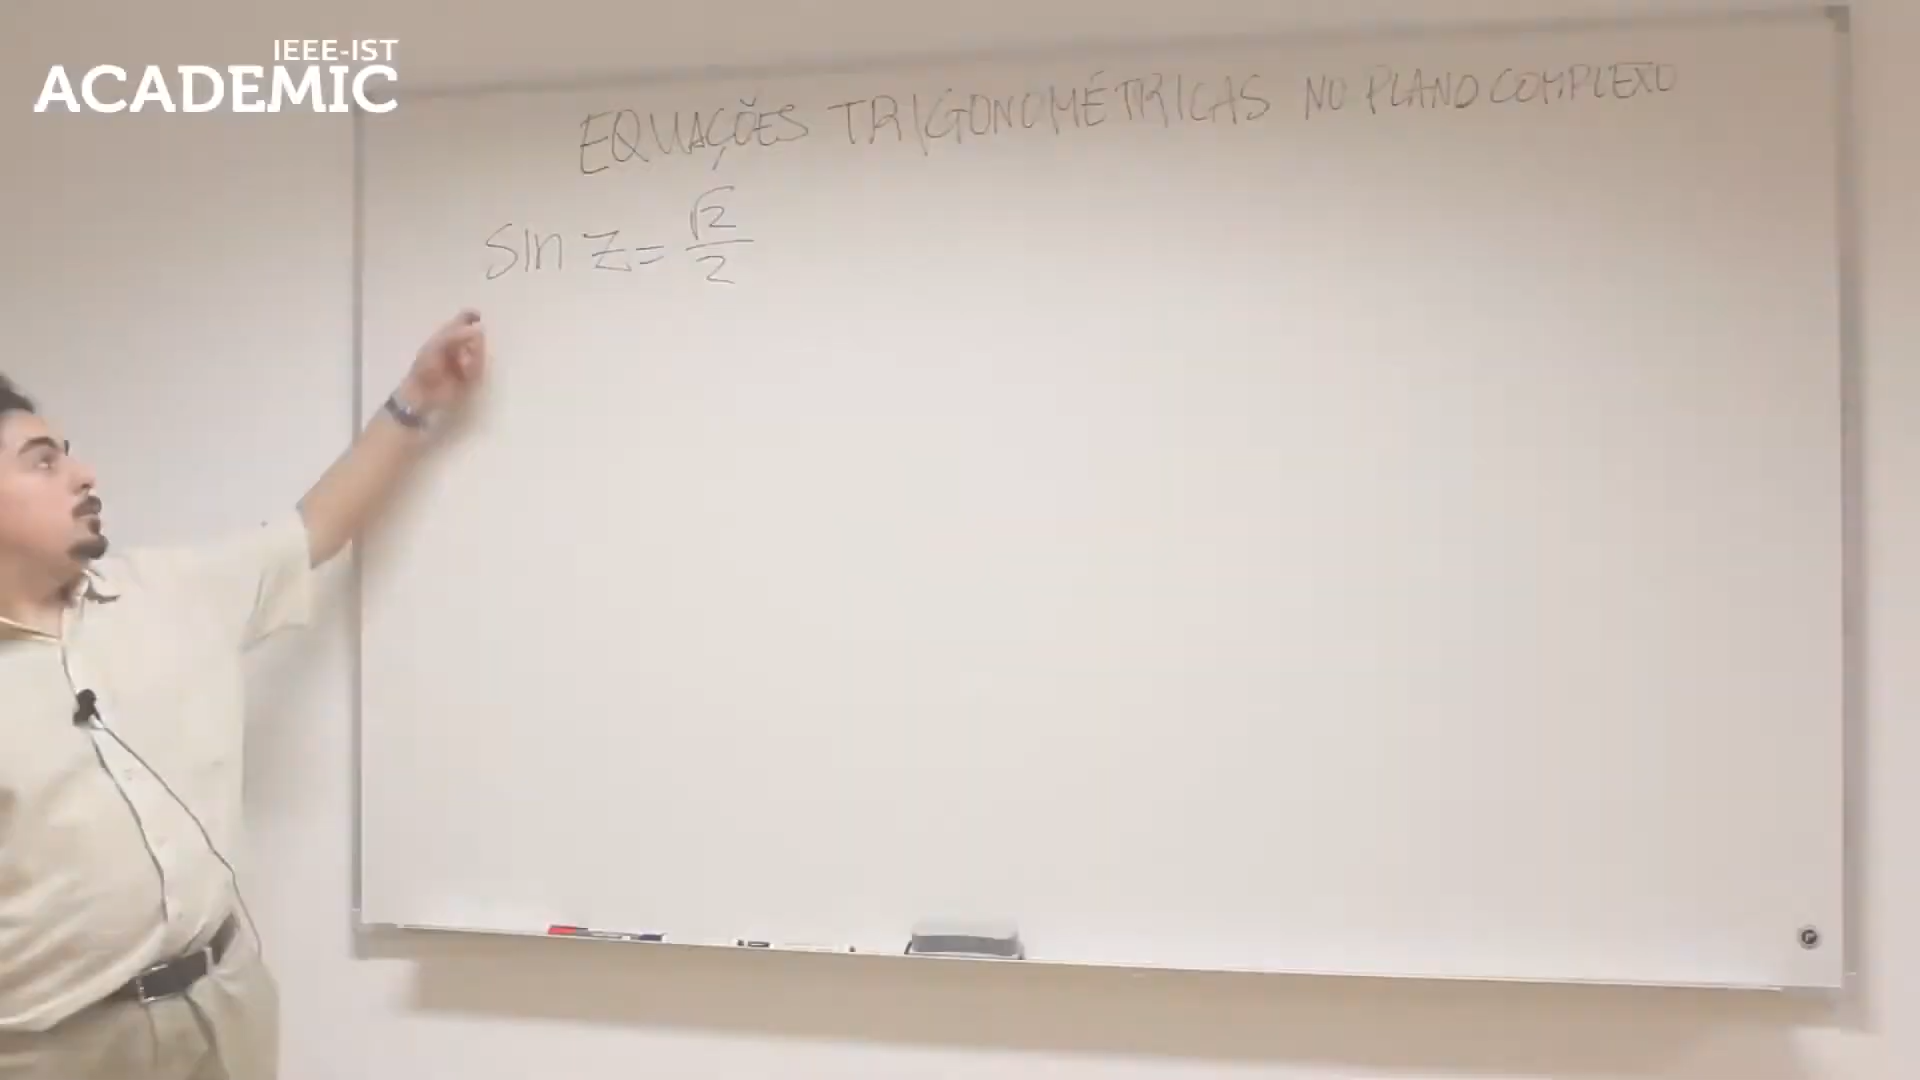 IEEE-IST
ACADEMIC
EQUAÇÕES TRIGONOMÉTRICAS NO PLANO COMPLEXO
sin z = √2/2